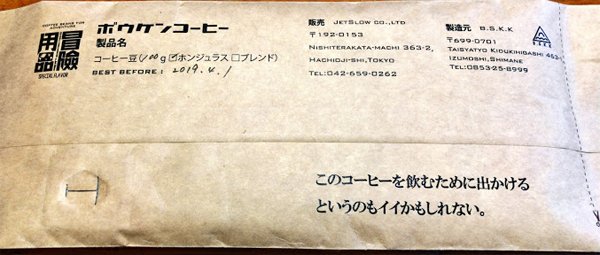 COFFEE BEANS FOR ADVENTURE
冒險用品
SPECIAL FLAVOR
ボウケンコーヒー
製品名
コーヒー豆(100g ☑ホンジュラス □ブレンド)
BEST BEFORE: 2019.4.1
販売 JETSLOW CO.,LTD
〒192-0153
NISHITERAKATA-MACHI 363-2,
HACHIOJI-SHI,TOKYO
TEL:042-659-0262
製造元 B.S.K.K
〒699-0701
TAISYATYO KIDUKIHIGASHI 463-
IZUMOSHI,SHIMANE
TEL:0853-25-8999
このコーヒーを飲むために出かける
というのもイイかもしれない。